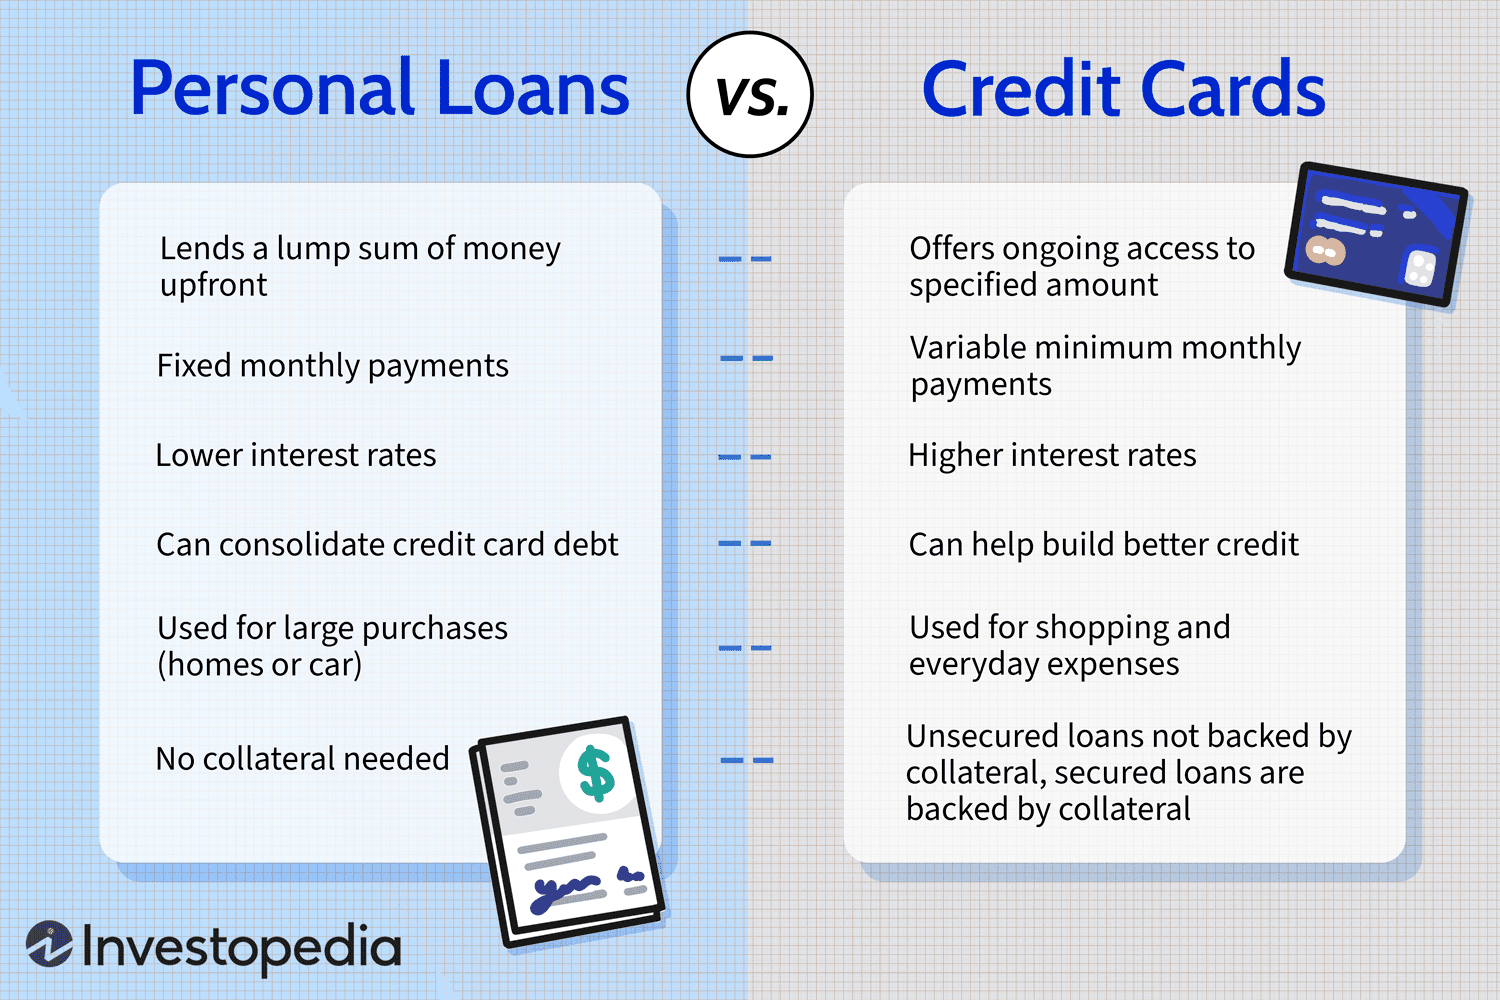 Personal Loans
VS.
Credit Cards
Lends a lump sum of money
upfront
Fixed monthly payments
Lower interest rates
Can consolidate credit card debt
Used for large purchases
(homes or car)
No collateral needed
Offers ongoing access to
specified amount
Variable minimum monthly
payments
Higher interest rates
Can help build better credit
Used for shopping and
everyday expenses
Unsecured loans not backed by
collateral, secured loans are
backed by collateral
$
Investopedia